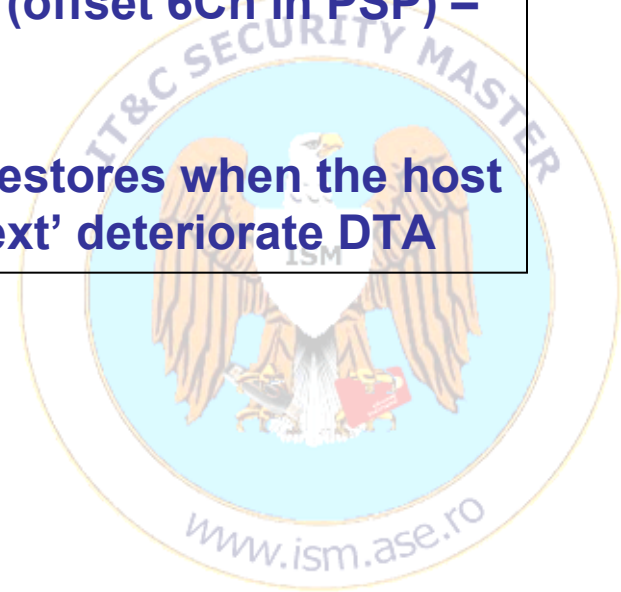 (offset 6Ch in PSP) –
IT&C SECURITY MASTER
estores when the host
ext’ deteriorate DTA
ISM
www.ism.ase.ro